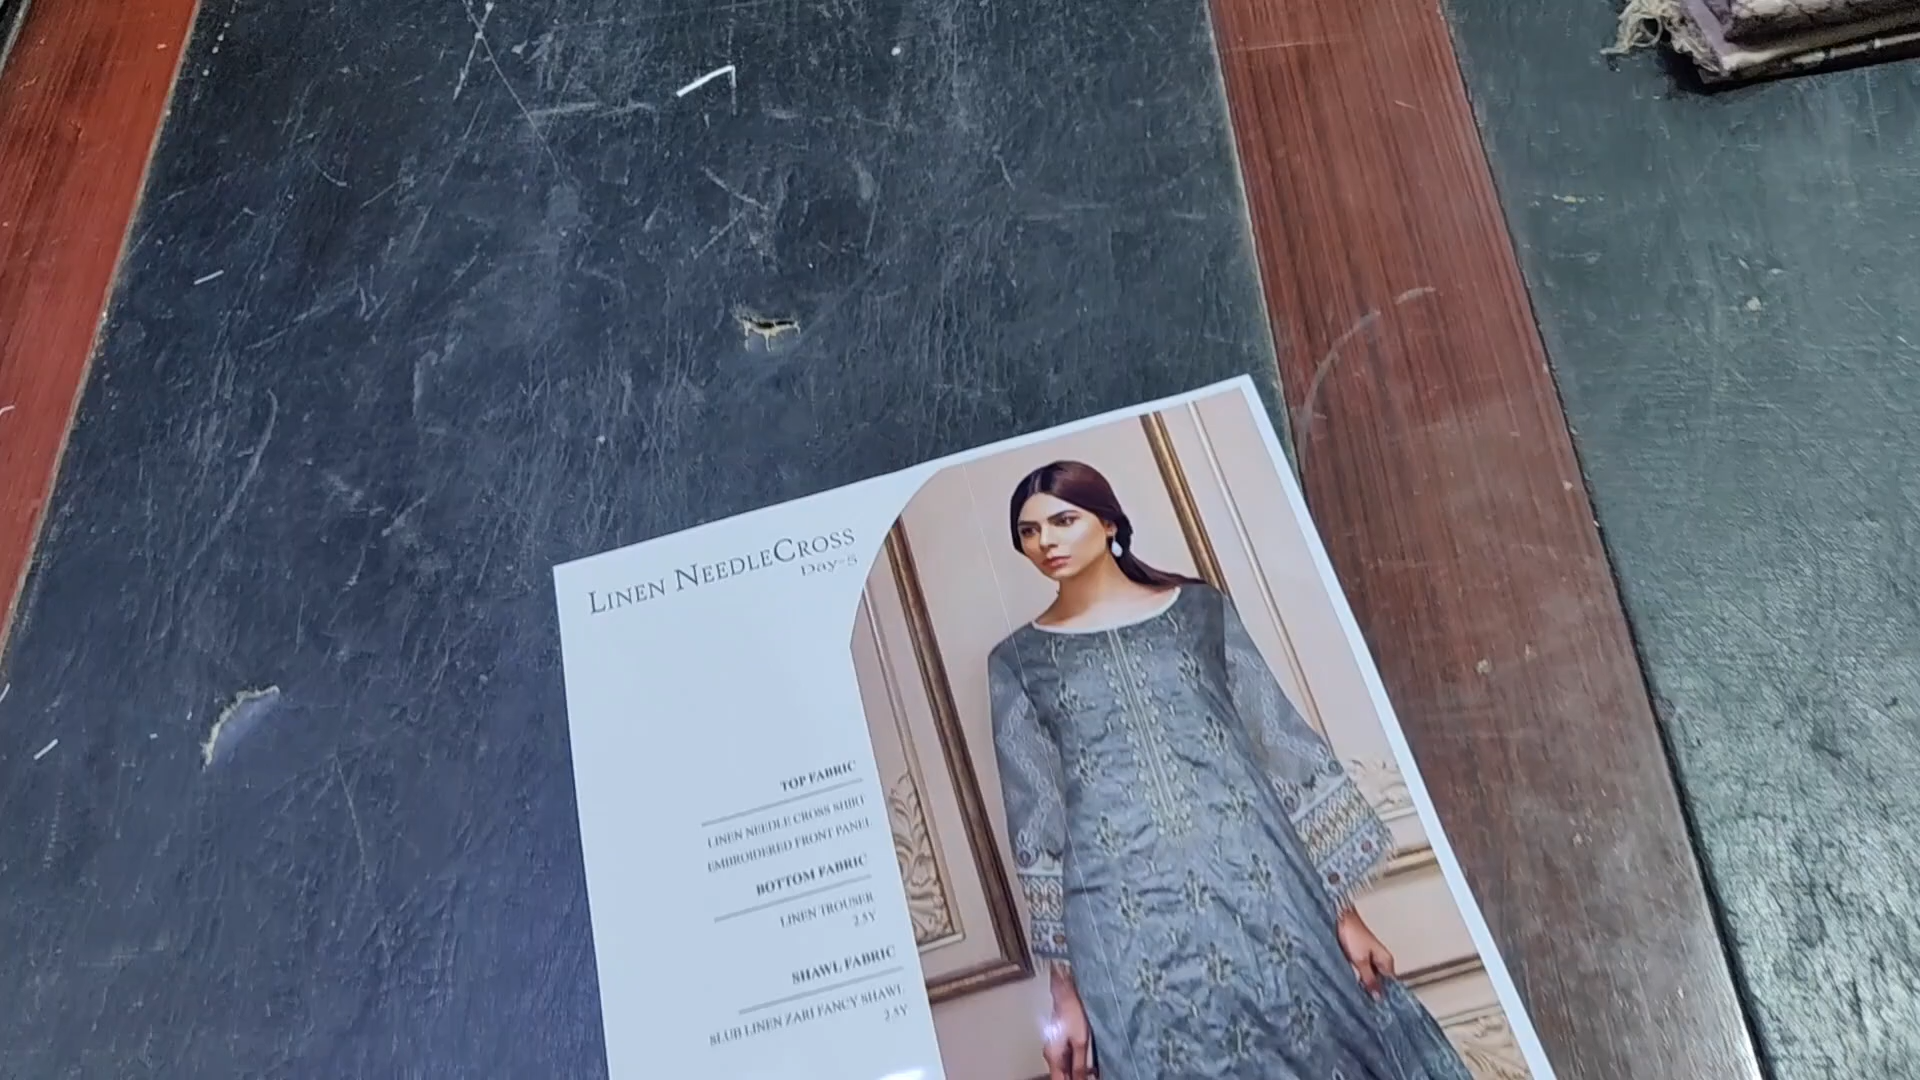 LINEN NEEDLECROSS
Day-5
TOP FABRIC
LINEN NEEDLE CROSS SHIRT
EMBROIDERED FRONT PANEL
BOTTOM FABRIC
LINEN TROUSER
2.5Y
SHAWL FABRIC
SLUB LINEN ZARI FANCY SHAWL
2.5Y